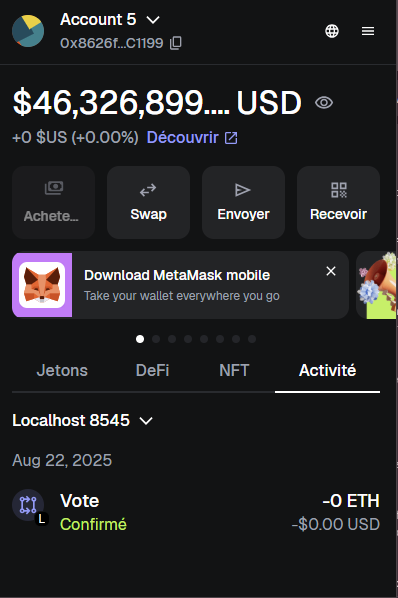 Account 5
0x8626f...C1199
$46,326,899.... USD
+0 $US (+0.00%) Découvrir
Achete...
Swap
Envoyer
Recevoir
Download MetaMask mobile
Take your wallet everywhere you go
Jetons
DeFi
NFT
Activité
Localhost 8545
Aug 22, 2025
Vote
-0 ETH
L
Confirmé
-$0.00 USD